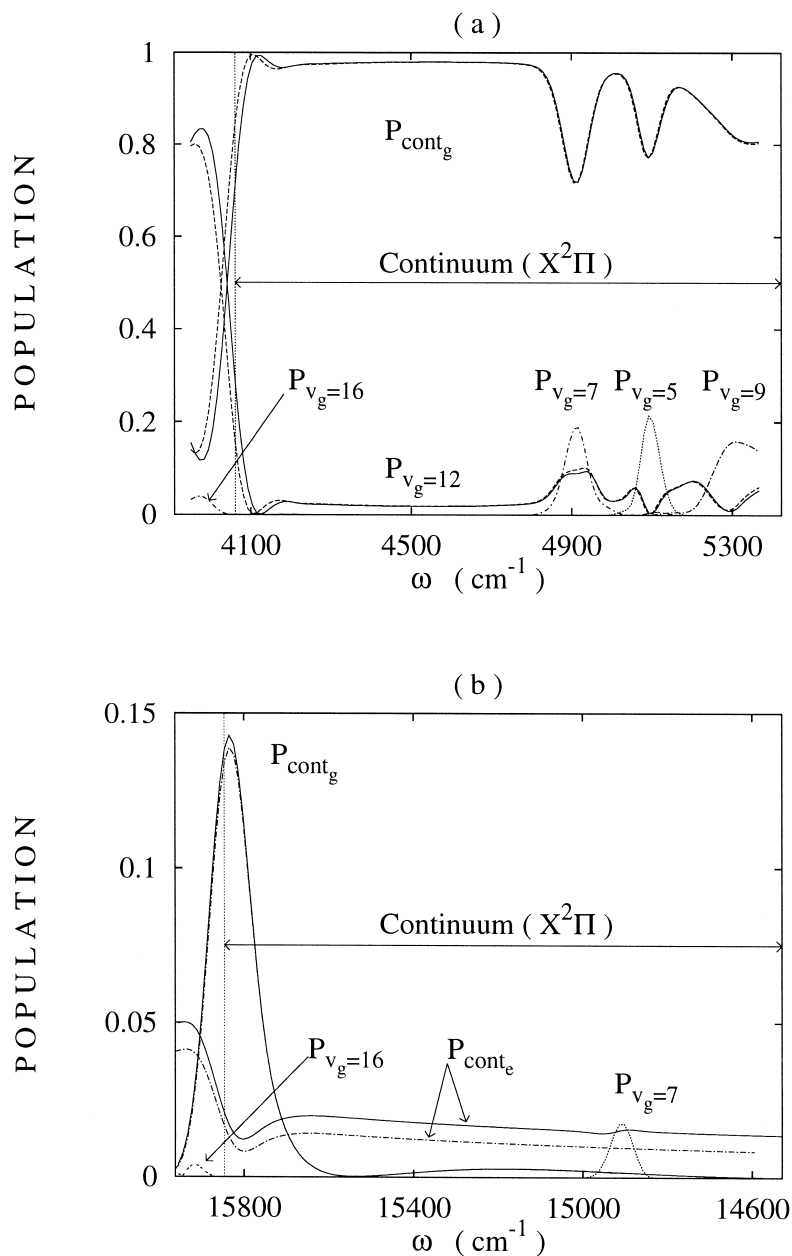 ( a )
POPULATION
1
0.8
0.6
0.4
0.2
0
P_cont_g
Continuum ( X²Π )
P_v_g=16
P_v_g=7
P_v_g=5
P_v_g=9
P_v_g=12
4100 4500 4900 5300
ω ( cm⁻¹ )
( b )
POPULATION
0.15
0.1
0.05
0
P_cont_g
Continuum ( X²Π )
P_v_g=16
P_cont_e
P_v_g=7
15800 15400 15000 14600
ω ( cm⁻¹ )